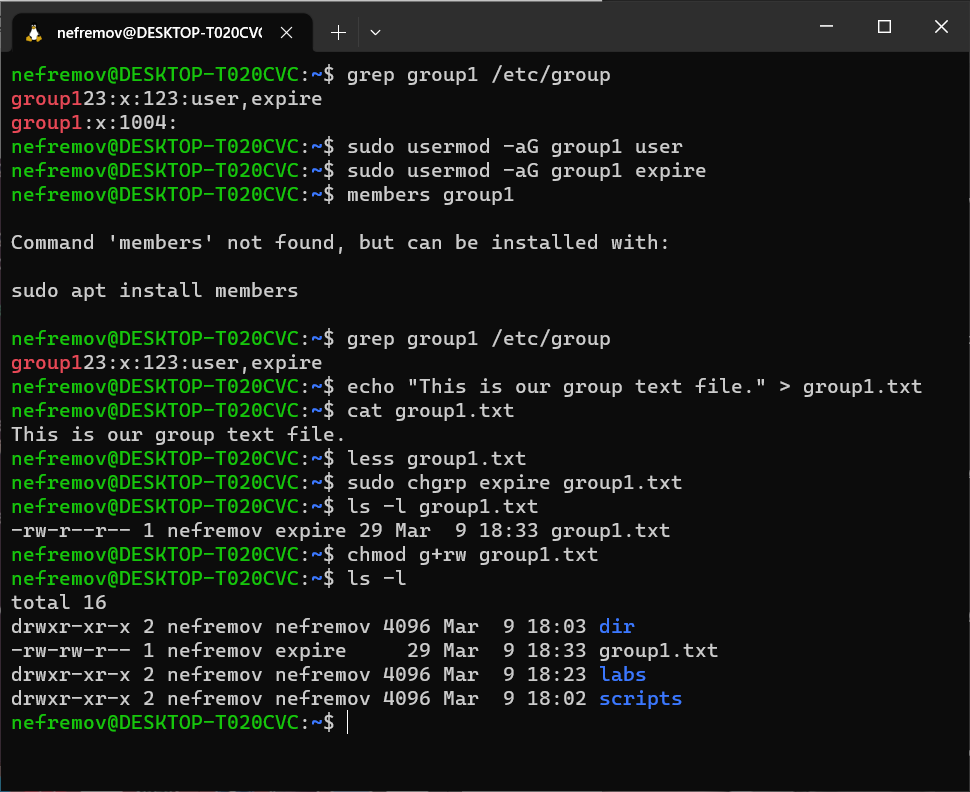 nefremov@DESKTOP-T020CVC
nefremov@DESKTOP-T020CVC:~$ grep group1 /etc/group
group123:x:123:user,expire
group1:x:1004:
nefremov@DESKTOP-T020CVC:~$ sudo usermod -aG group1 user
nefremov@DESKTOP-T020CVC:~$ sudo usermod -aG group1 expire
nefremov@DESKTOP-T020CVC:~$ members group1
Command 'members' not found, but can be installed with:
sudo apt install members
nefremov@DESKTOP-T020CVC:~$ grep group1 /etc/group
group123:x:123:user,expire
nefremov@DESKTOP-T020CVC:~$ echo "This is our group text file." > group1.txt
nefremov@DESKTOP-T020CVC:~$ cat group1.txt
This is our group text file.
nefremov@DESKTOP-T020CVC:~$ less group1.txt
nefremov@DESKTOP-T020CVC:~$ sudo chgrp expire group1.txt
nefremov@DESKTOP-T020CVC:~$ ls -l group1.txt
-rw-r--r-- 1 nefremov expire 29 Mar  9 18:33 group1.txt
nefremov@DESKTOP-T020CVC:~$ chmod g+rw group1.txt
nefremov@DESKTOP-T020CVC:~$ ls -l
total 16
drwxr-xr-x 2 nefremov nefremov 4096 Mar  9 18:03 dir
-rw-rw-r-- 1 nefremov expire     29 Mar  9 18:33 group1.txt
drwxr-xr-x 2 nefremov nefremov 4096 Mar  9 18:23 labs
drwxr-xr-x 2 nefremov nefremov 4096 Mar  9 18:02 scripts
nefremov@DESKTOP-T020CVC:~$